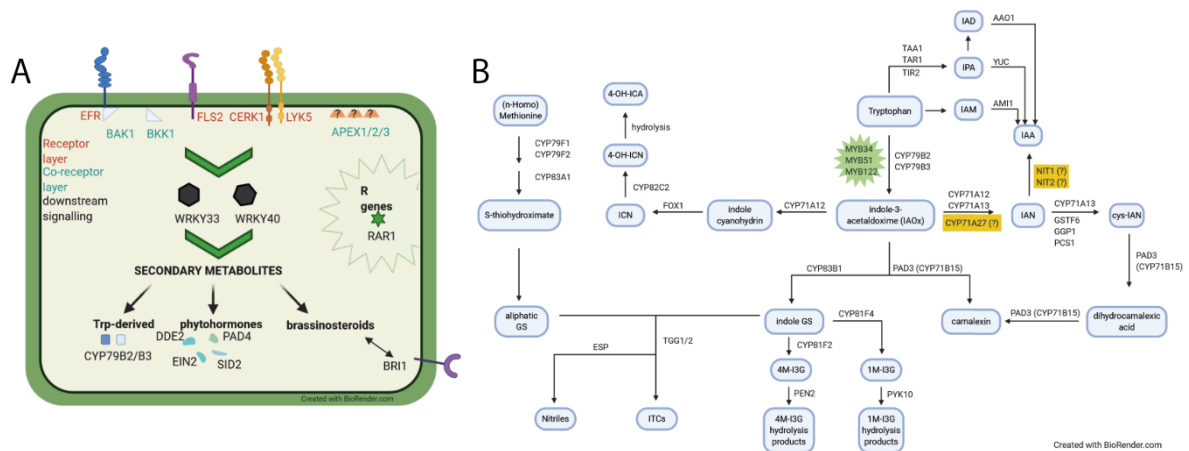 A
EFR
BAK1
BKK1
FLS2
CERK1
LYK5
? ? ?
APEX1/2/3
Receptor
layer
Co-receptor
layer
downstream
signalling
WRKY33
WRKY40
R
genes
RAR1
SECONDARY METABOLITES
Trp-derived
CYP79B2/B3
phytohormones
DDE2
PAD4
EIN2
SID2
brassinosteroids
BRI1
Created with BioRender.com
B
(n-Homo)
Methionine
CYP79F1
CYP79F2
CYP83A1
S-thiohydroximate
aliphatic
GS
4-OH-ICA
hydrolysis
4-OH-ICN
CYP82C2
ICN
FOX1
indole
cyanohydrin
CYP71A12
indole-3-
acetaldoxime (IAOx)
MYB34
MYB51
MYB122
CYP79B2
CYP79B3
Tryptophan
TAA1
TAR1
TIR2
IAD
AAO1
IPA
YUC
IAM
AMI1
IAA
NIT1 (?)
NIT2 (?)
CYP71A12
CYP71A13
CYP71A27 (?)
IAN
CYP71A13
GSTF6
GGP1
PCS1
cys-IAN
PAD3
(CYP71B15)
dihydrocamalexic
acid
PAD3 (CYP71B15)
camalexin
CYP83B1
PAD3 (CYP71B15)
indole GS
CYP81F4
CYP81F2
4M-I3G
1M-I3G
PEN2
PYK10
4M-I3G
hydrolysis
products
1M-I3G
hydrolysis
products
ESP
TGG1/2
Nitriles
ITCs
Created with BioRender.com